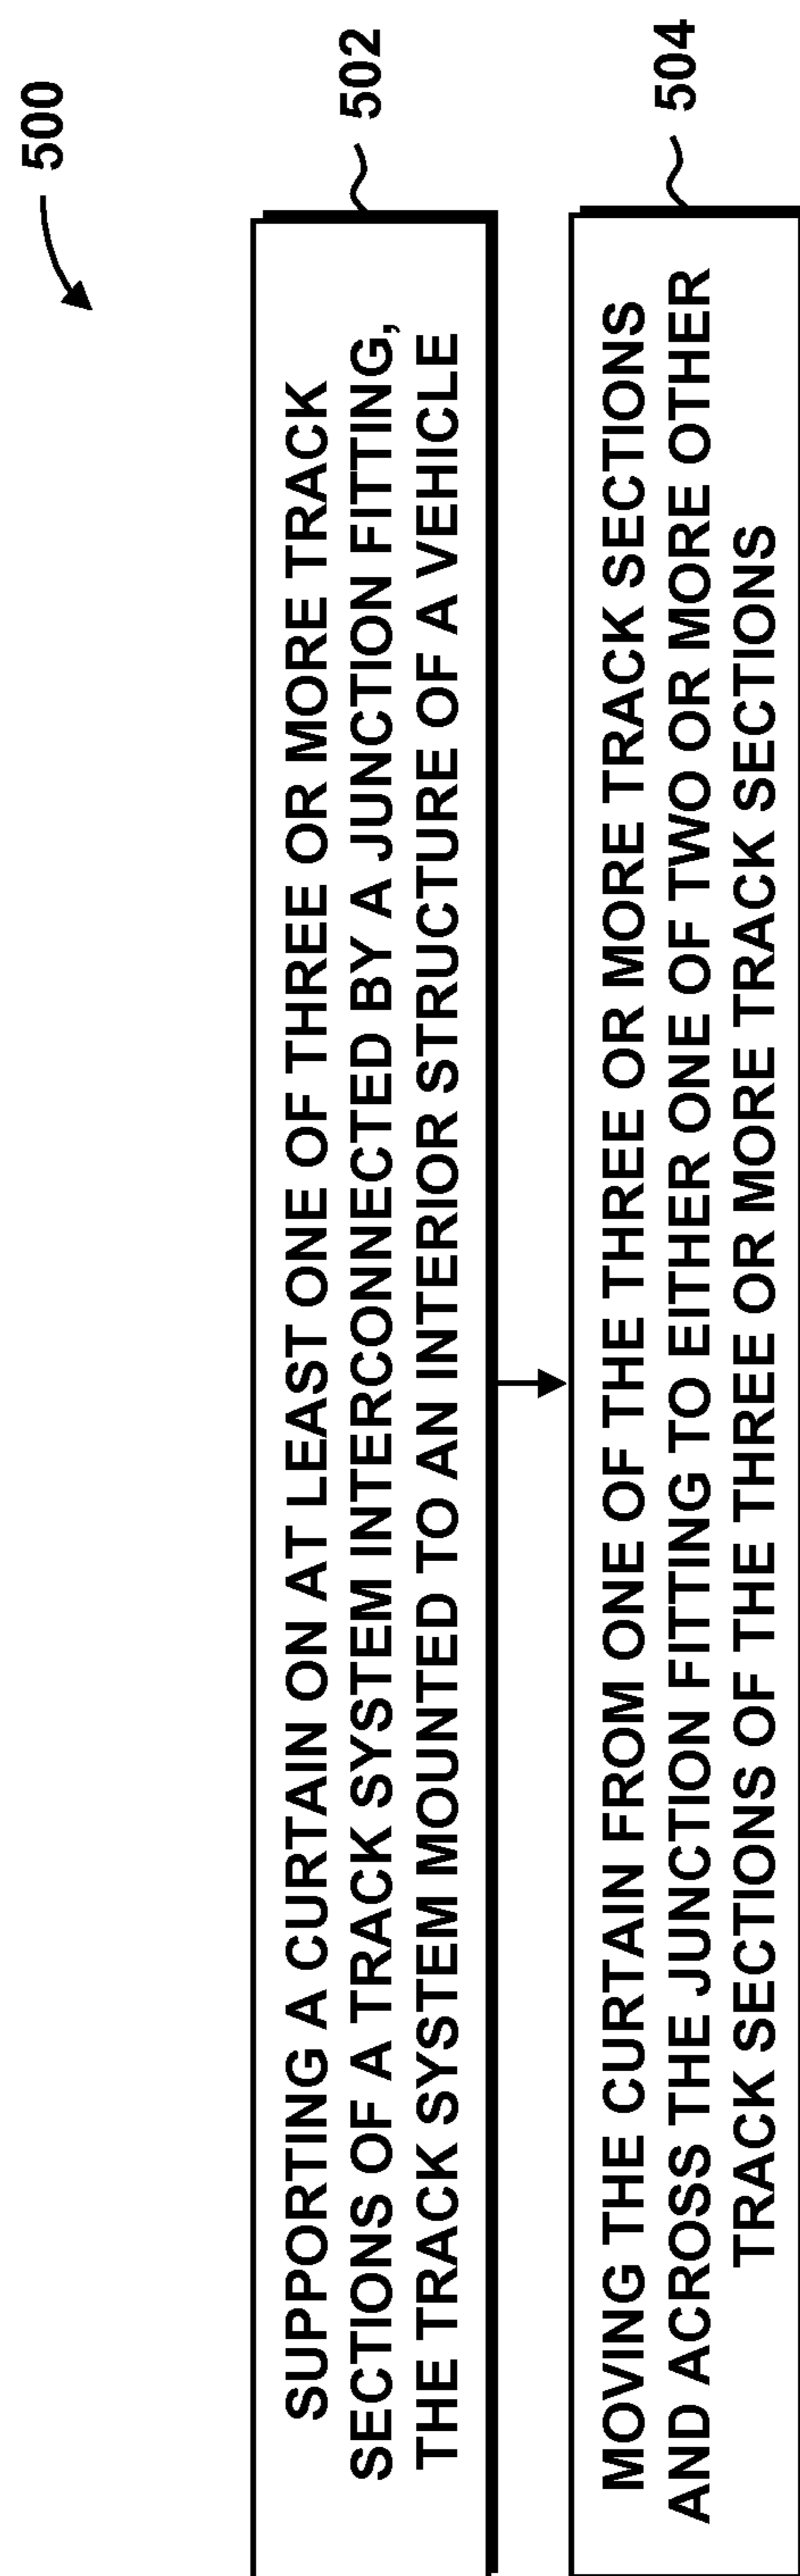 500
502
SUPPORTING A CURTAIN ON AT LEAST ONE OF THREE OR MORE TRACK
SECTIONS OF A TRACK SYSTEM INTERCONNECTED BY A JUNCTION FITTING,
THE TRACK SYSTEM MOUNTED TO AN INTERIOR STRUCTURE OF A VEHICLE
504
MOVING THE CURTAIN FROM ONE OF THE THREE OR MORE TRACK SECTIONS
AND ACROSS THE JUNCTION FITTING TO EITHER ONE OF TWO OR MORE OTHER
TRACK SECTIONS OF THE THREE OR MORE TRACK SECTIONS